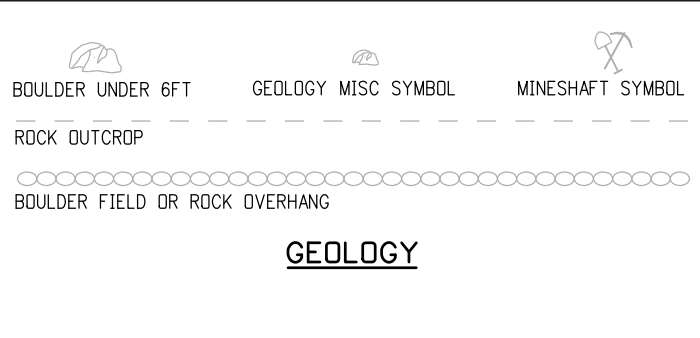 BOULDER UNDER 6FT
GEOLOGY MISC SYMBOL
MINESHAFT SYMBOL
ROCK OUTCROP
BOULDER FIELD OR ROCK OVERHANG
GEOLOGY